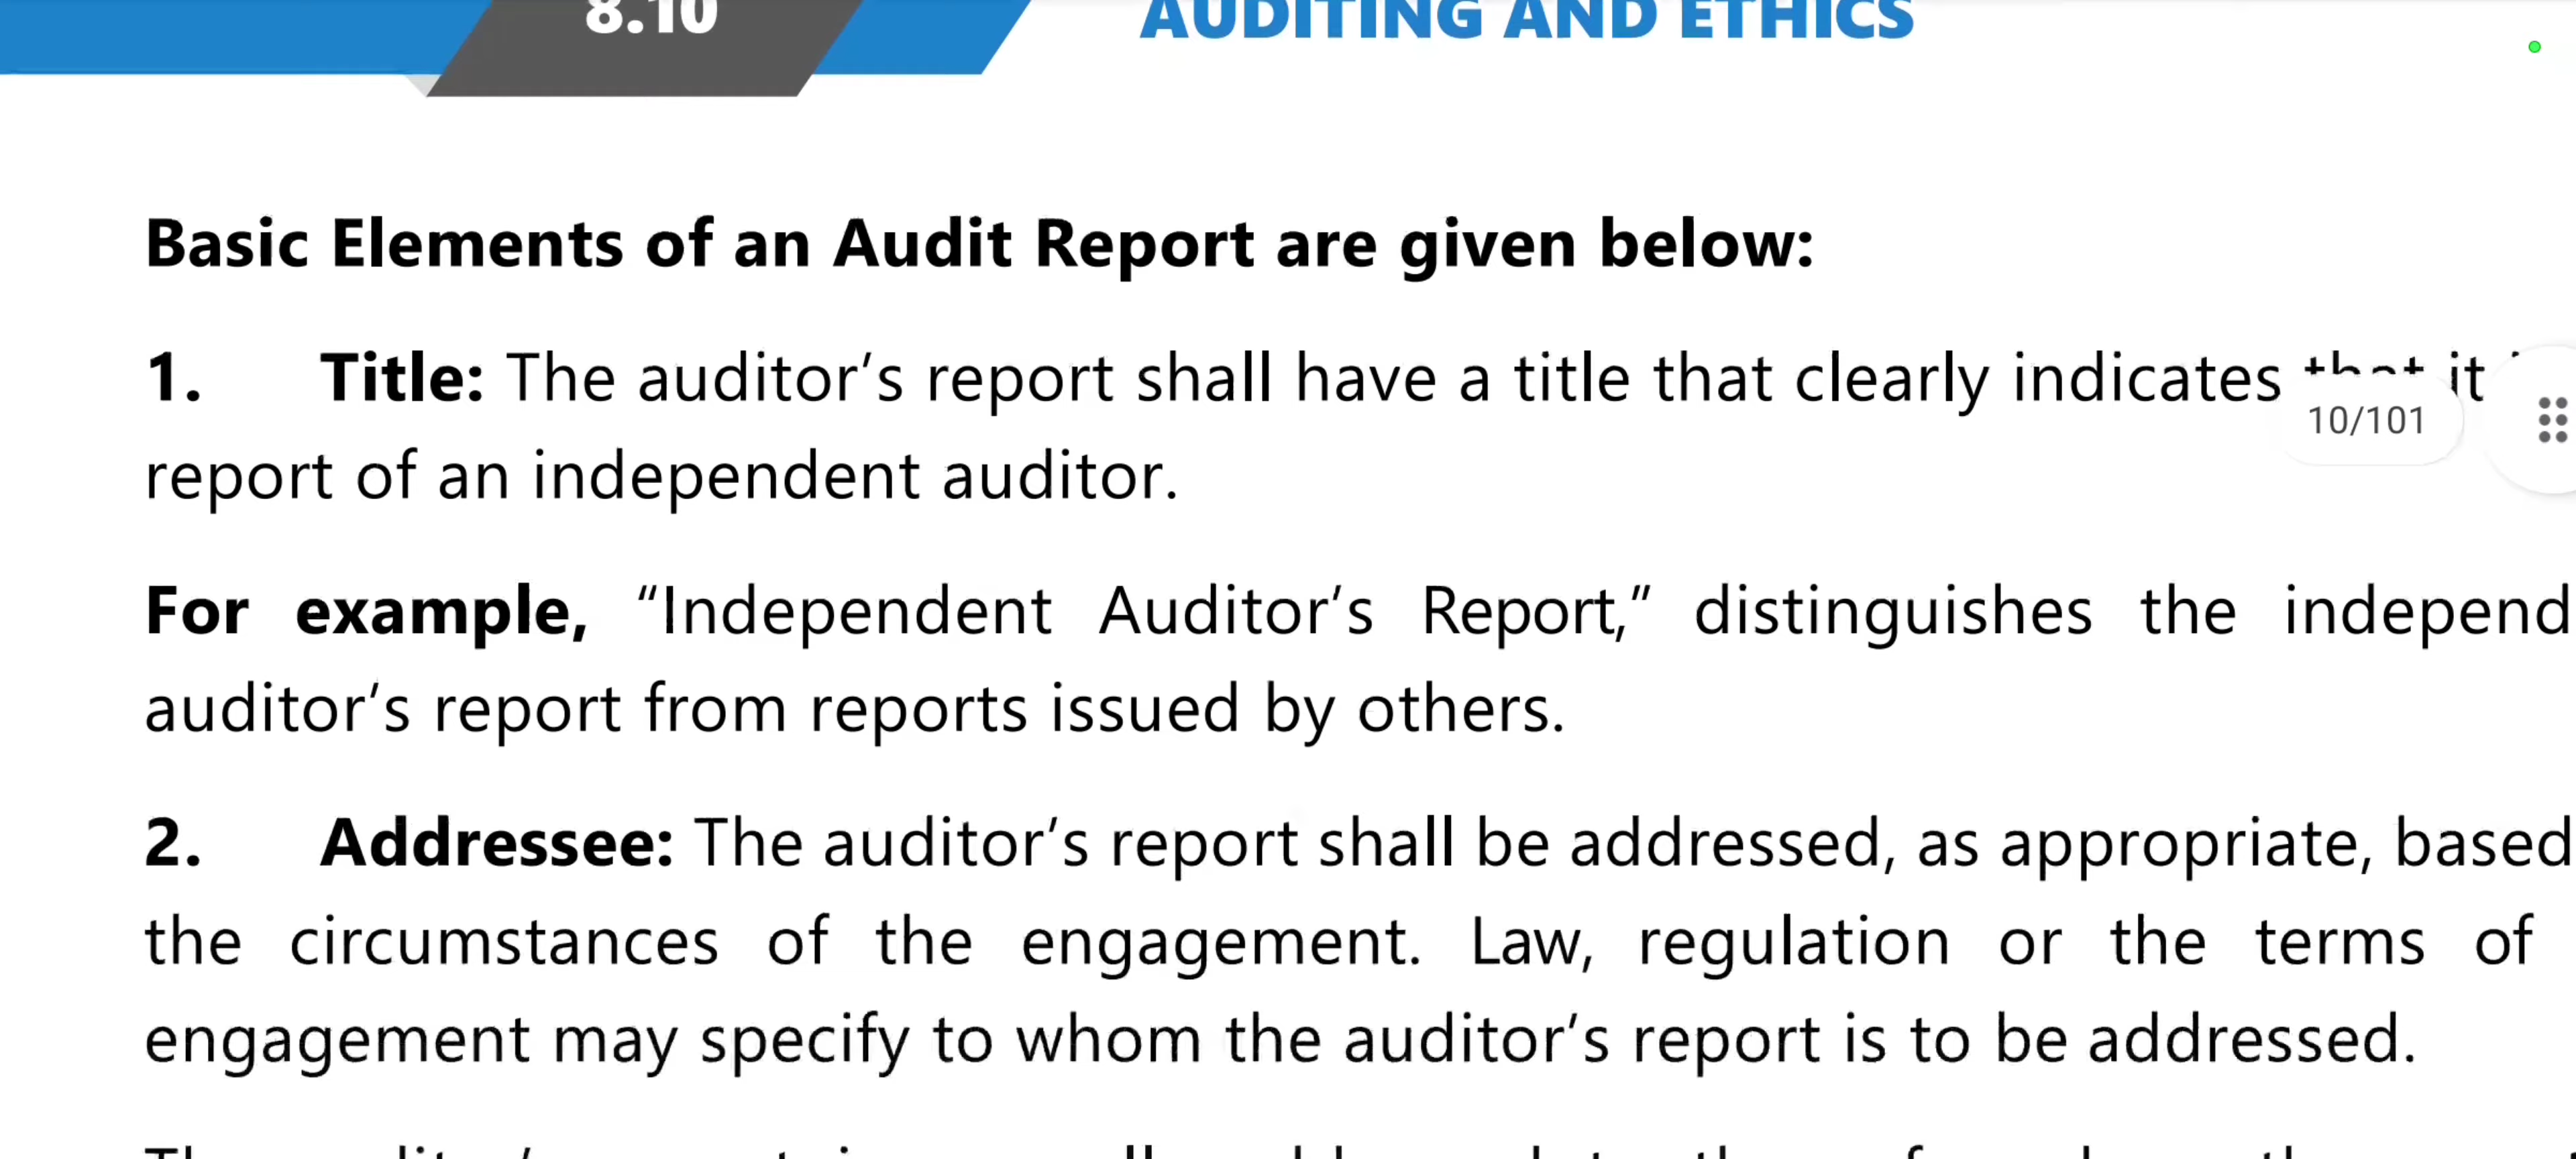 8.10
AUDITING AND ETHICS
Basic Elements of an Audit Report are given below:
1. Title: The auditor’s report shall have a title that clearly indicates that it
10/101
report of an independent auditor.
For example, “Independent Auditor’s Report,” distinguishes the independ
auditor’s report from reports issued by others.
2. Addressee: The auditor’s report shall be addressed, as appropriate, based
the circumstances of the engagement. Law, regulation or the terms of
engagement may specify to whom the auditor’s report is to be addressed.